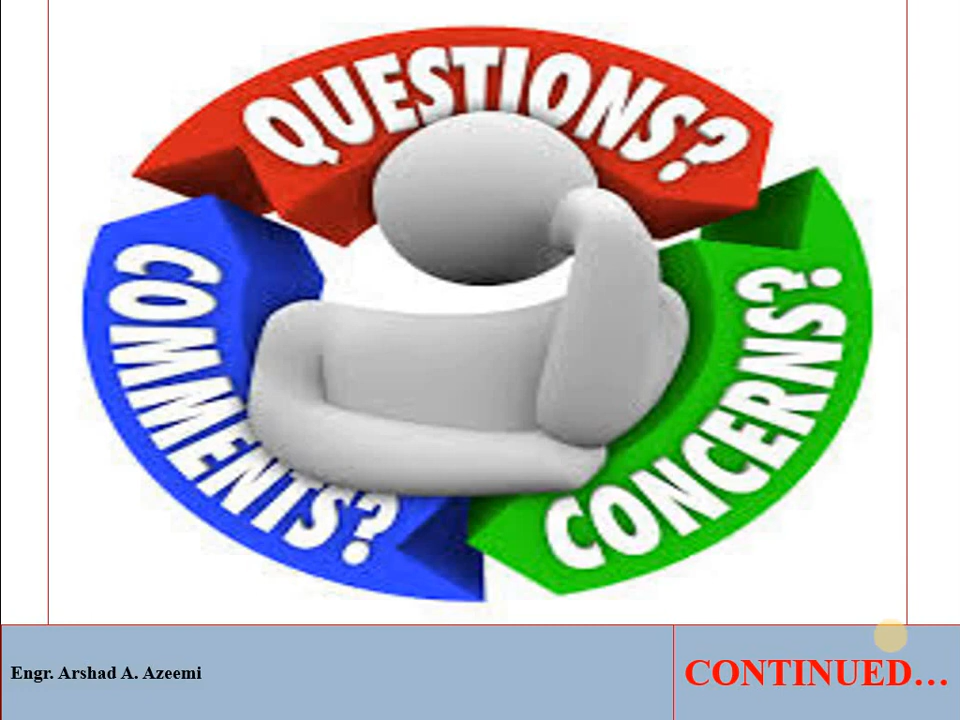 QUESTIONS?
COMMENTS?
CONCERNS?
Engr. Arshad A. Azeemi
CONTINUED…